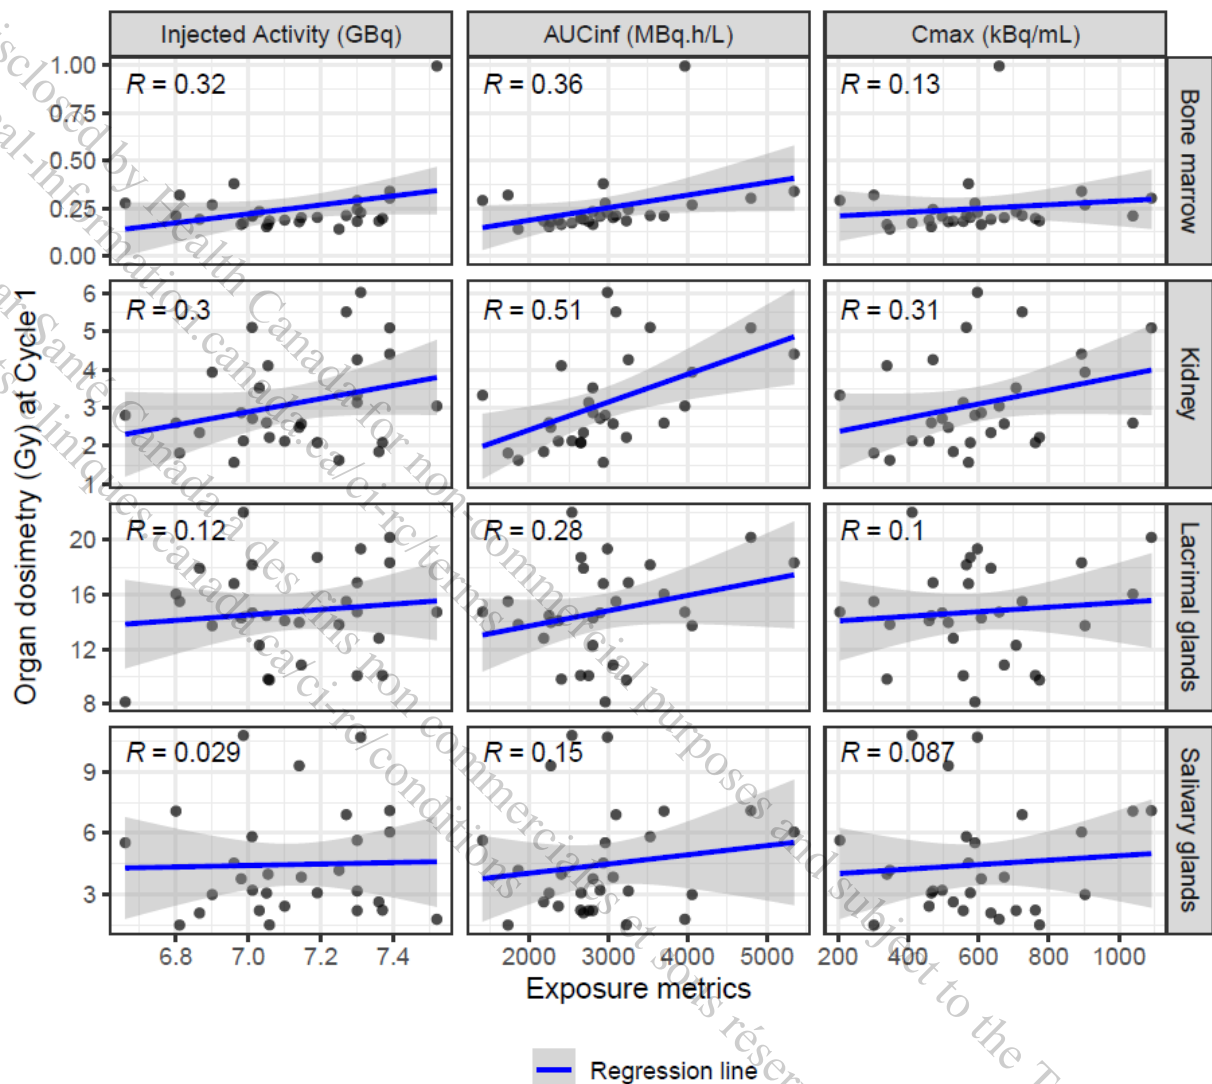 Injected Activity (GBq) AUCinf (MBq.h/L) Cmax (kBq/mL)
R = 0.32 R = 0.36 R = 0.13
1.00
0.75
0.50
0.25
0.00
Bone marrow
R = 0.3 R = 0.51 R = 0.31
6
5
4
3
2
1
Kidney
R = 0.12 R = 0.28 R = 0.1
20
16
12
8
Lacrimal glands
R = 0.029 R = 0.15 R = 0.087
9
6
3
Salivary glands
Organ dosimetry (Gy) at Cycle 1
6.8 7.0 7.2 7.4 2000 3000 4000 5000 200 400 600 800 1000
Exposure metrics
Regression line
disclosed by Health Canada for non-commercial purposes and subject to the T
al-information.canada.ca/ci-rc/terms
ar Santé Canada à des fins non commerciales et sous réser
ts-cliniques.canada.ca/ci-rc/conditions